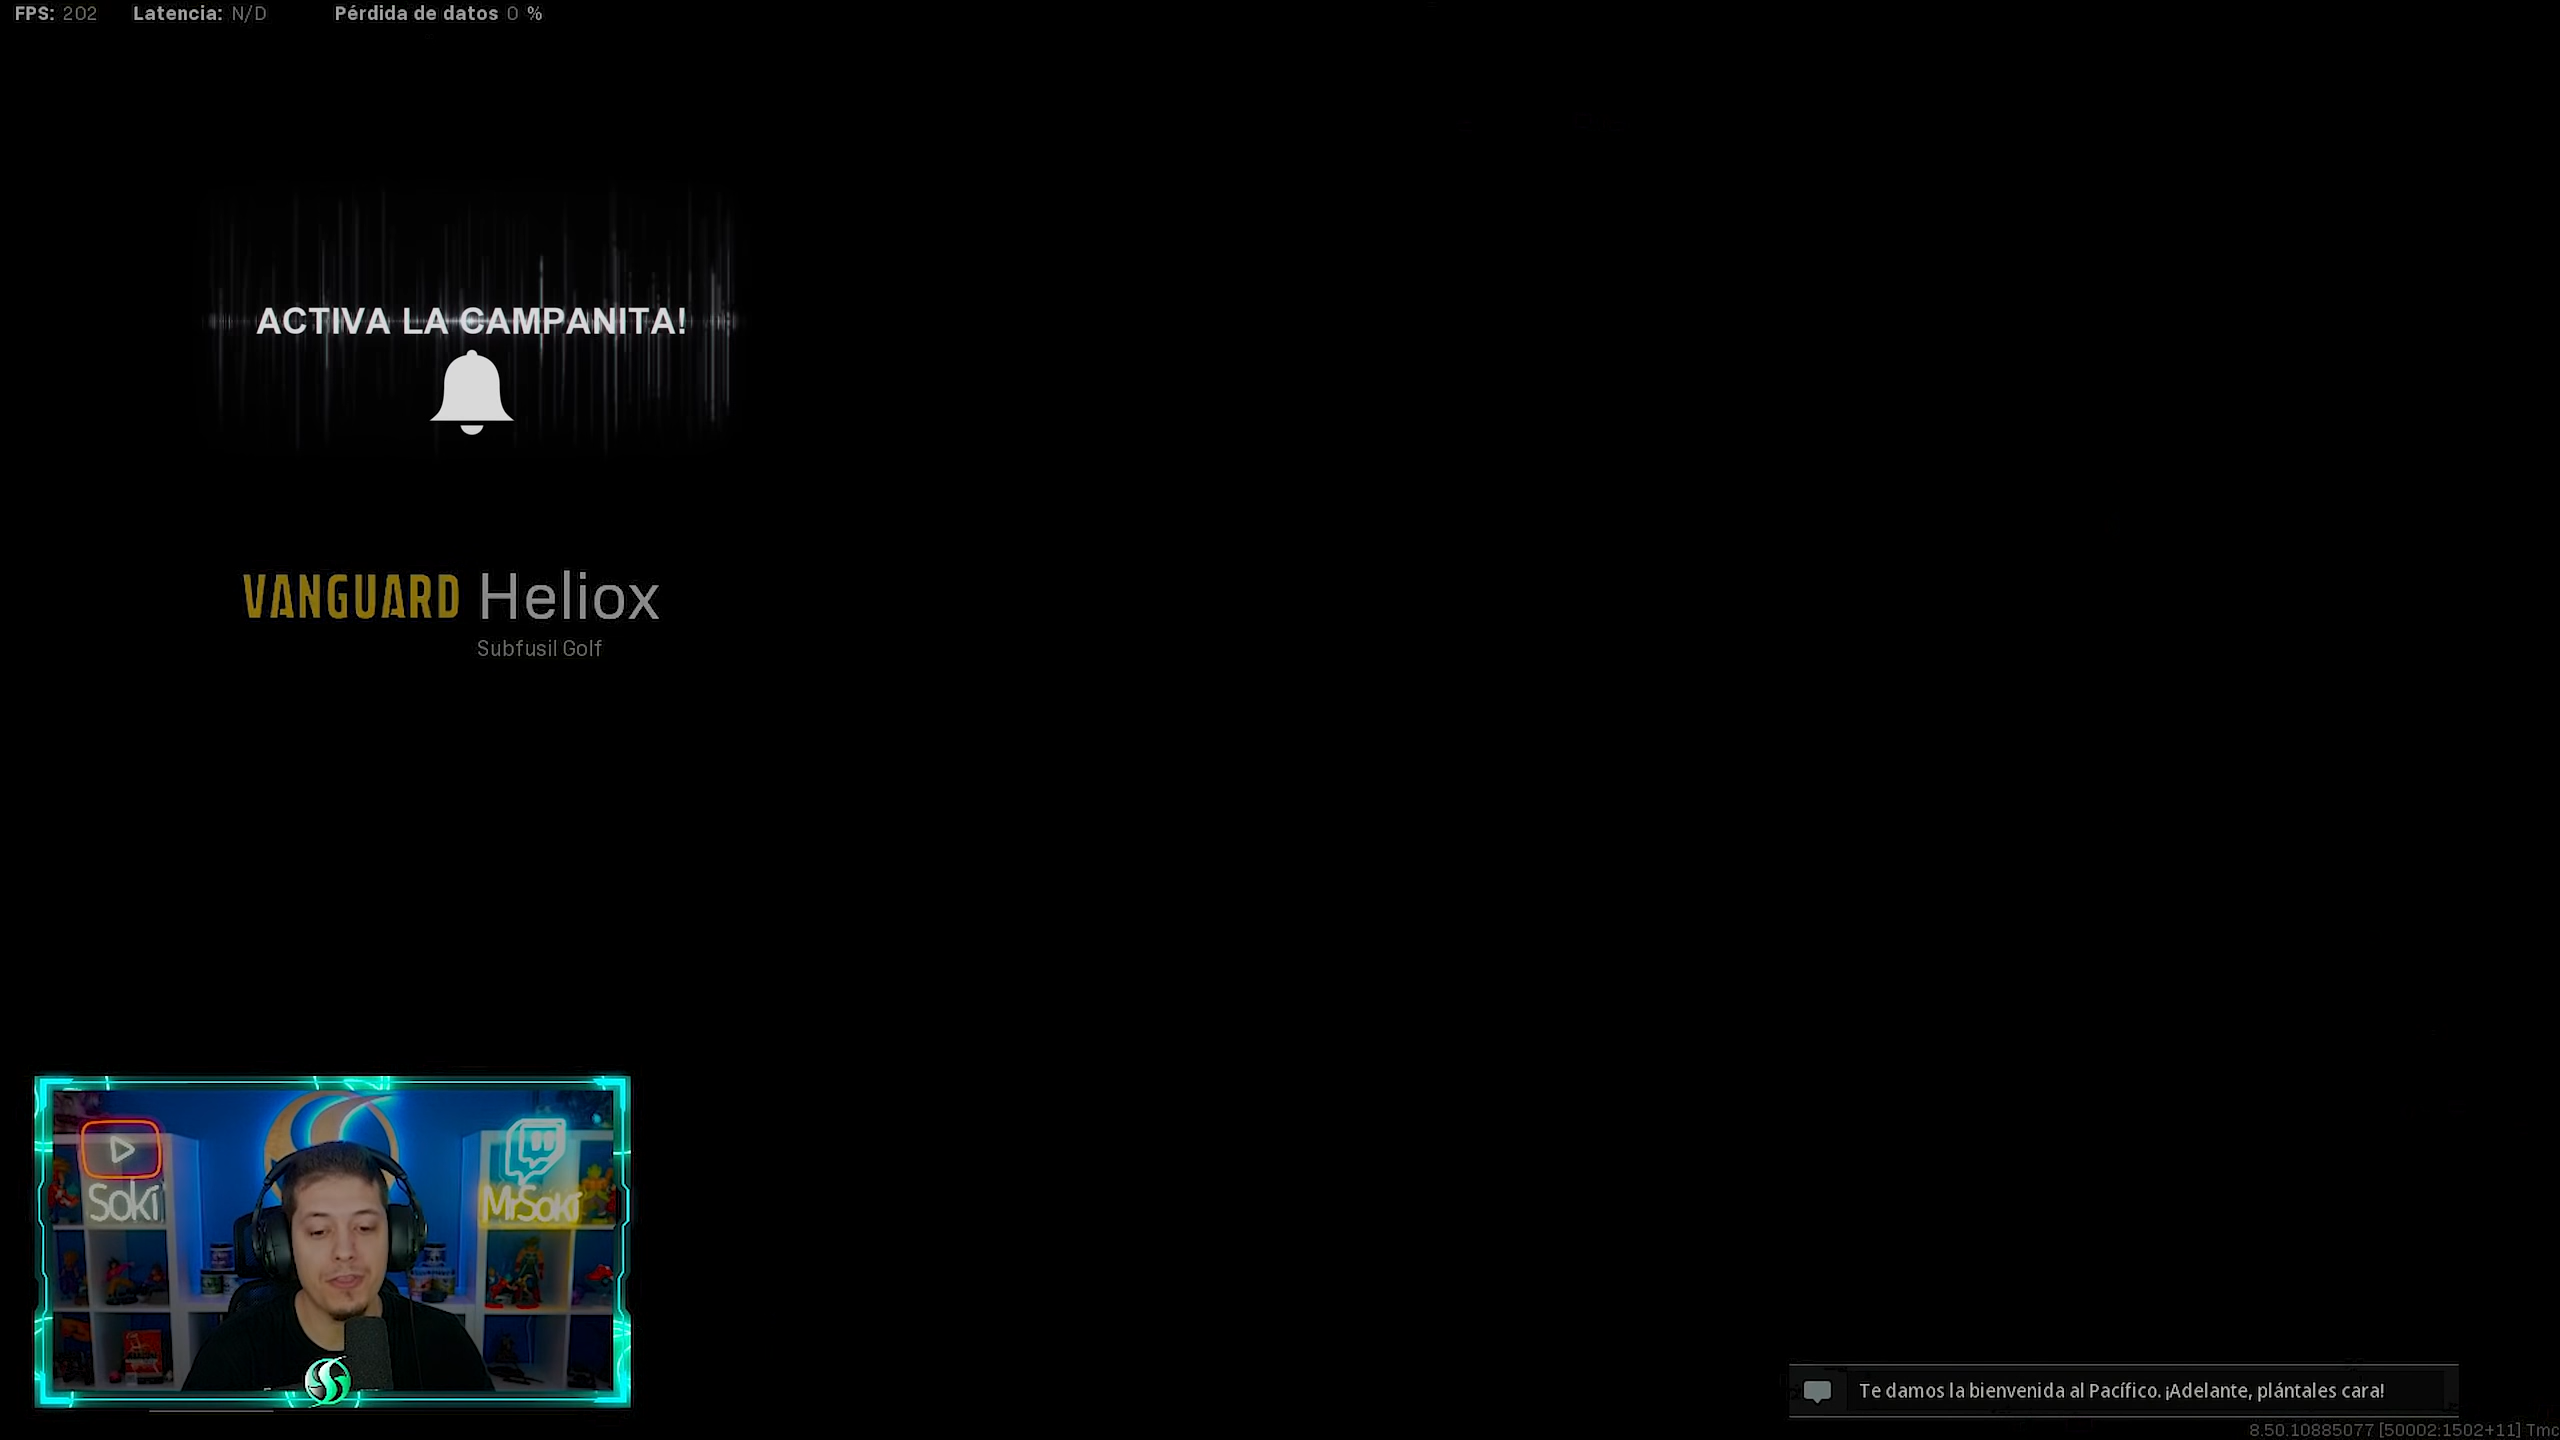 FPS: 202 Latencia: N/D Pérdida de datos 0 %
ACTIVA LA CAMPANITA!
VANGUARD Heliox
Subfusil Golf
Soki
MrSoki
Te damos la bienvenida al Pacífico. ¡Adelante, plántales cara!
8.50.10885077 [50002:1502+11] Tmc